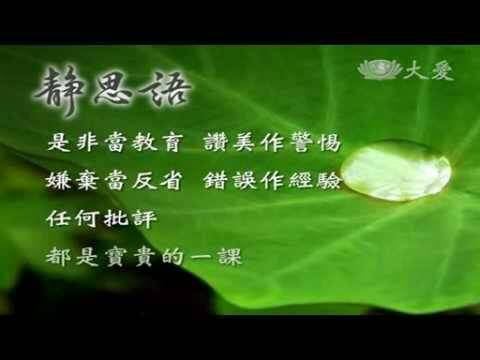 大愛
靜思語
是非當教育 讚美作警惕
嫌棄當反省 錯誤作經驗
任何批評
都是寶貴的一課